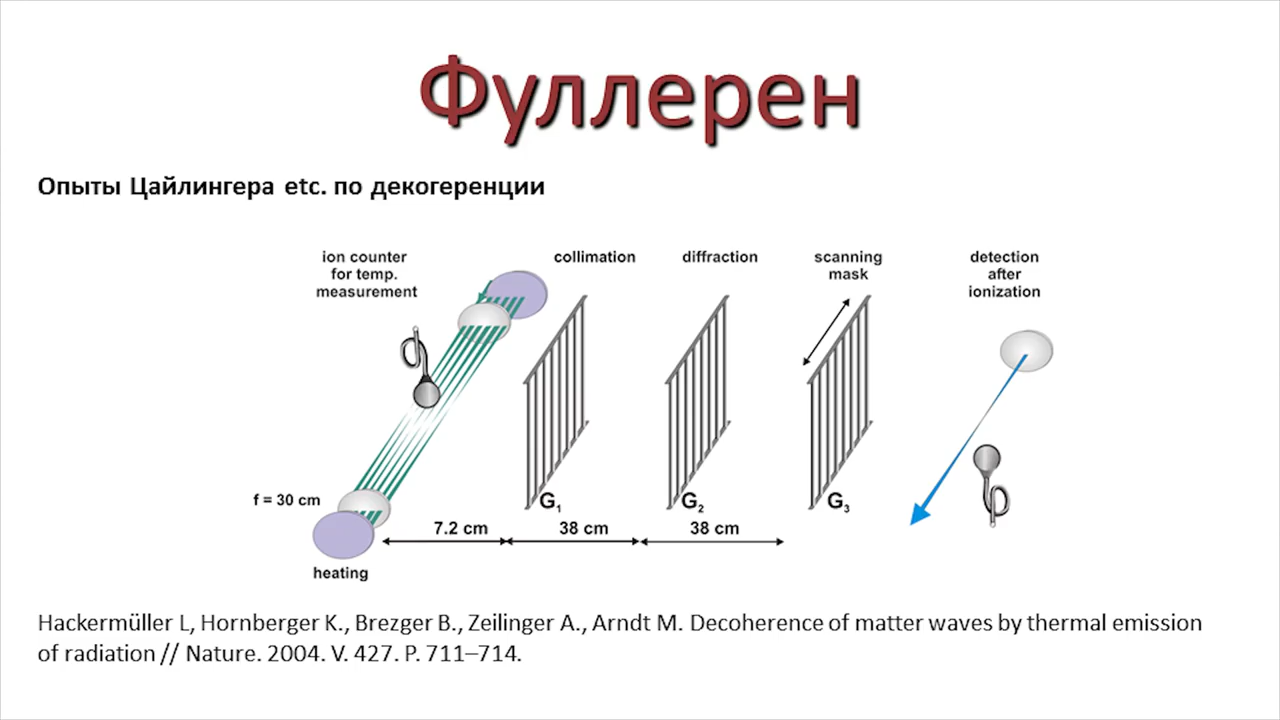 Фуллерен
Опыты Цайлингера etc. по декогеренции
ion counter
for temp.
measurement
collimation
diffraction
scanning
mask
detection
after
ionization
f = 30 cm
G₁
G₂
G₃
7.2 cm
38 cm
38 cm
heating
Hackermüller L, Hornberger K., Brezger B., Zeilinger A., Arndt M. Decoherence of matter waves by thermal emission
of radiation // Nature. 2004. V. 427. P. 711–714.